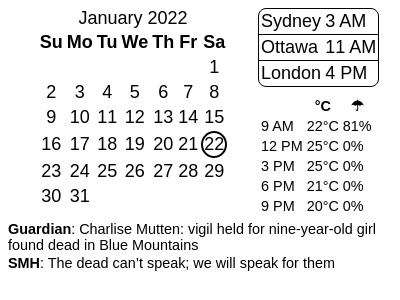 January 2022
Su Mo Tu We Th Fr Sa
1
2 3 4 5 6 7 8
9 10 11 12 13 14 15
16 17 18 19 20 21 22
23 24 25 26 27 28 29
30 31
Sydney 3 AM
Ottawa 11 AM
London 4 PM
°C ☂
9 AM 22°C 81%
12 PM 25°C 0%
3 PM 25°C 0%
6 PM 21°C 0%
9 PM 20°C 0%
Guardian: Charlise Mutten: vigil held for nine-year-old girl
found dead in Blue Mountains
SMH: The dead can’t speak; we will speak for them